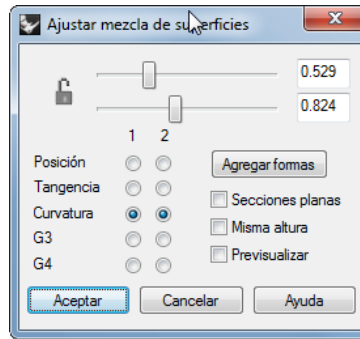 Ajustar mezcla de superficies
0.529
0.824
1 2
Posición
Tangencia
Curvatura
G3
G4
Agregar formas
Secciones planas
Misma altura
Previsualizar
Aceptar Cancelar Ayuda